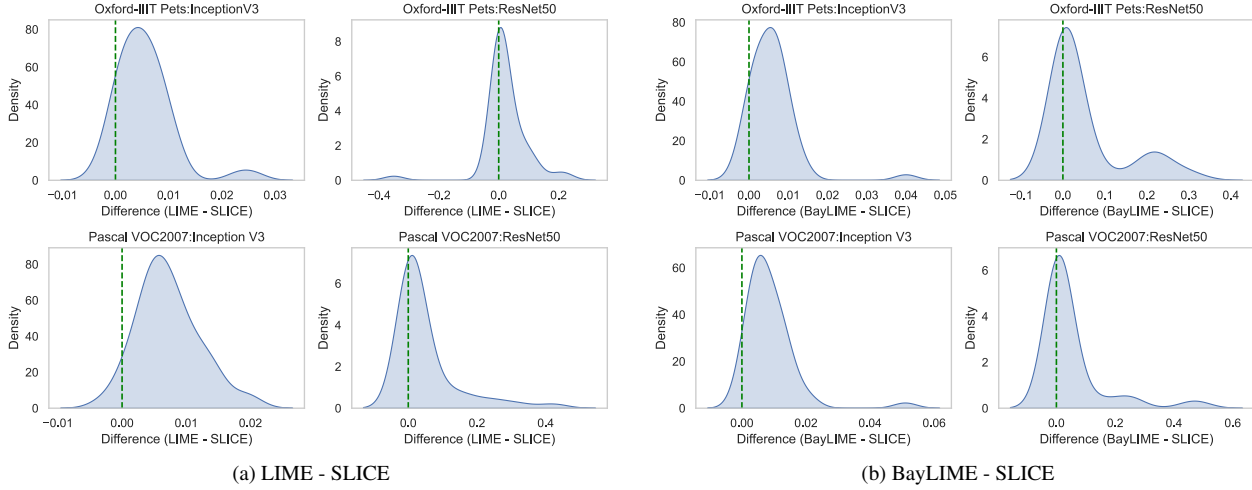 Oxford-IIIT Pets:InceptionV3
80
60
40
20
0
Density
−0.01 0.00 0.01 0.02 0.03
Difference (LIME - SLICE)
Oxford-IIIT Pets:ResNet50
8
6
4
2
0
Density
−0.4 −0.2 0.0 0.2
Difference (LIME - SLICE)
Pascal VOC2007:Inception V3
80
60
40
20
0
Density
−0.01 0.00 0.01 0.02
Difference (LIME - SLICE)
Pascal VOC2007:ResNet50
6
4
2
0
Density
0.0 0.2 0.4
Difference (LIME - SLICE)
(a) LIME - SLICE
Oxford-IIIT Pets:InceptionV3
80
70
60
50
40
30
20
10
0
Density
−0.01 0.00 0.01 0.02 0.03 0.04 0.05
Difference (BayLIME - SLICE)
Oxford-IIIT Pets:ResNet50
6
4
2
0
Density
−0.1 0.0 0.1 0.2 0.3 0.4
Difference (BayLIME - SLICE)
Pascal VOC2007:Inception V3
60
40
20
0
Density
0.00 0.02 0.04 0.06
Difference (BayLIME - SLICE)
Pascal VOC2007:ResNet50
6
4
2
0
Density
0.0 0.2 0.4 0.6
Difference (BayLIME - SLICE)
(b) BayLIME - SLICE